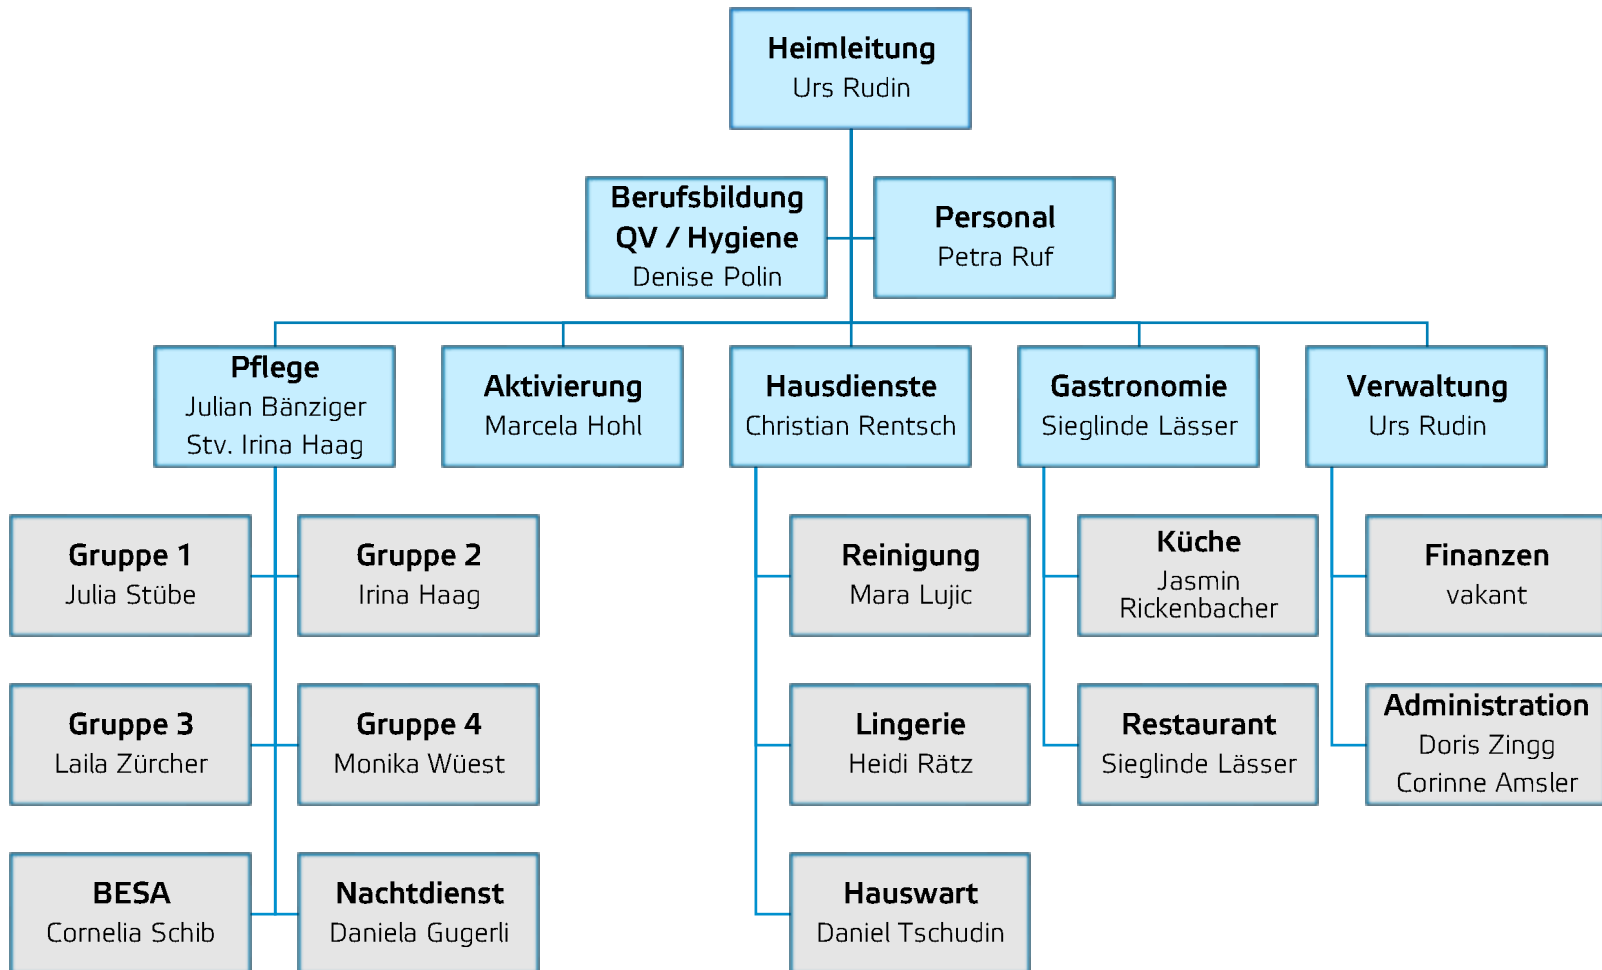 Heimleitung
Urs Rudin
Berufsbildung
QV / Hygiene
Denise Polin
Personal
Petra Ruf
Pflege
Julian Bänziger
Stv. Irina Haag
Aktivierung
Marcela Hohl
Hausdienste
Christian Rentsch
Gastronomie
Sieglinde Lässer
Verwaltung
Urs Rudin
Gruppe 1
Julia Stübe
Gruppe 2
Irina Haag
Reinigung
Mara Lujic
Küche
Jasmin
Rickenbacher
Finanzen
vakant
Gruppe 3
Laila Zürcher
Gruppe 4
Monika Wüest
Lingerie
Heidi Rätz
Restaurant
Sieglinde Lässer
Administration
Doris Zingg
Corinne Amsler
BESA
Cornelia Schib
Nachtdienst
Daniela Gugerli
Hauswart
Daniel Tschudin